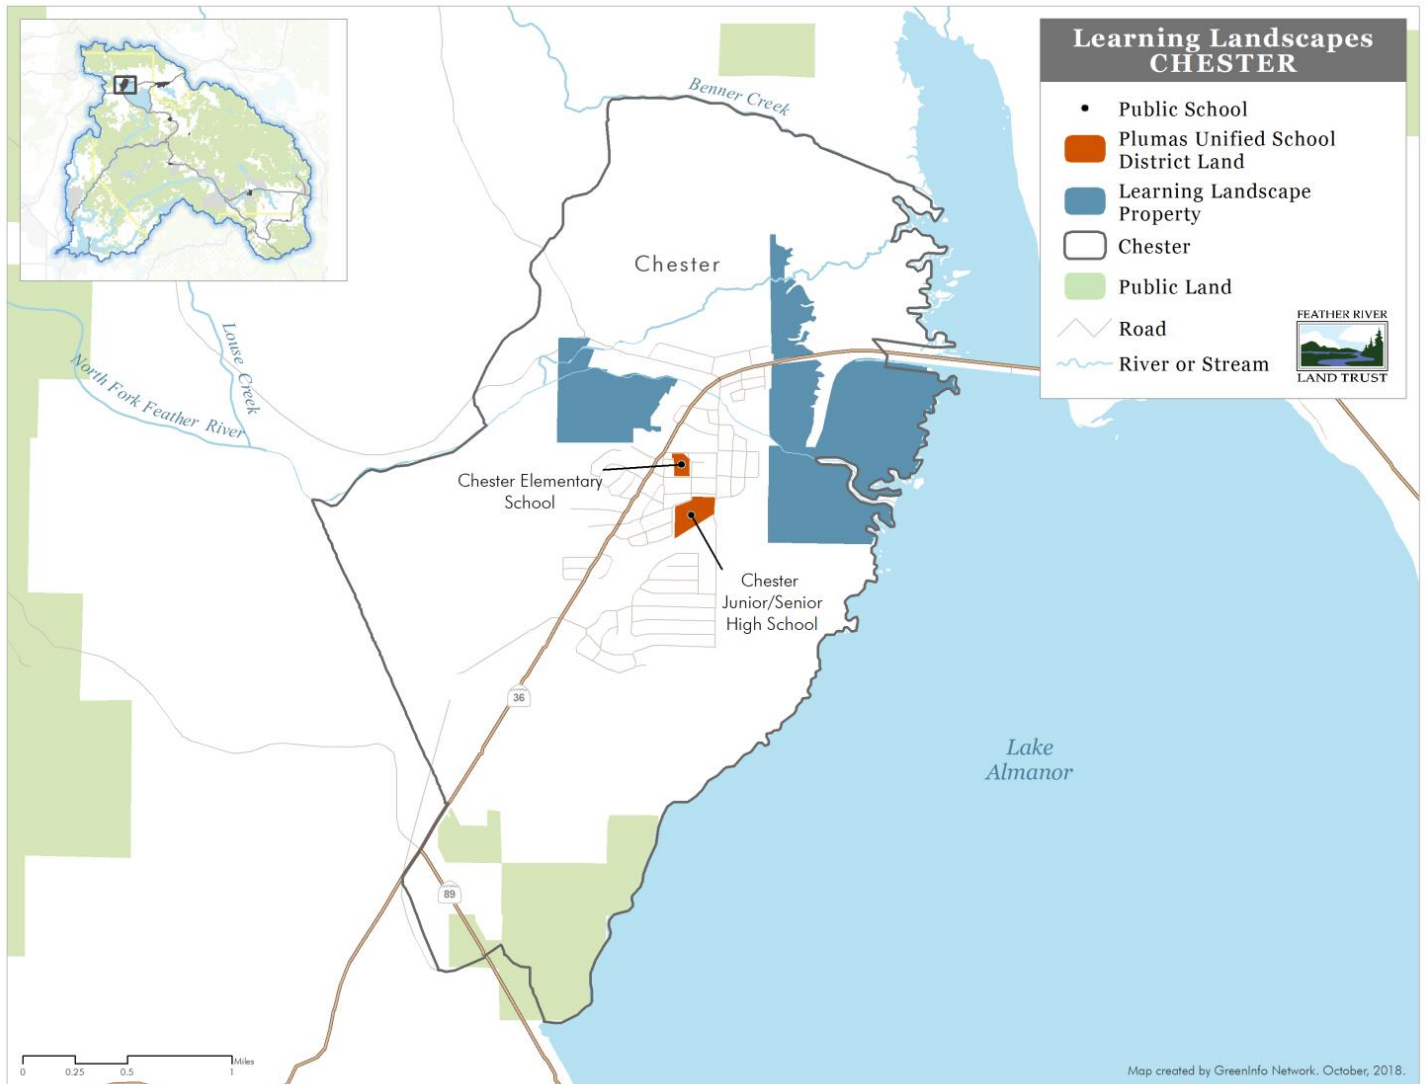 Learning Landscapes
CHESTER
Public School
Plumas Unified School
District Land
Learning Landscape
Property
Chester
Public Land
Road
River or Stream
FEATHER RIVER
LAND TRUST
Benner Creek
Chester
Louse Creek
North Fork Feather River
Chester Elementary
School
Chester
Junior/Senior
High School
36
Lake
Almanor
89
Miles
0 0.25 0.5 1
Map created by GreenInfo Network. October, 2018.